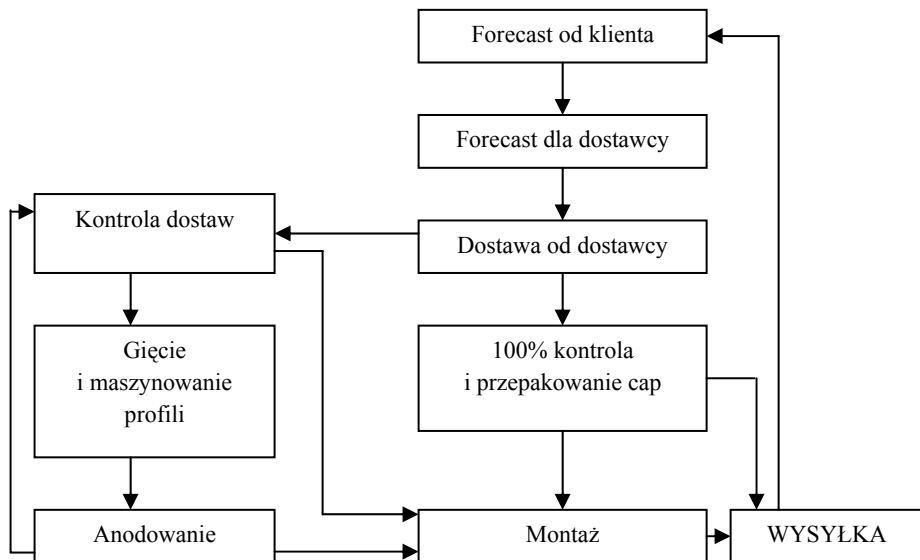 Forecast od klienta
Forecast dla dostawcy
Kontrola dostaw
Dostawa od dostawcy
Gięcie
i maszynowanie
profili
100% kontrola
i przepakowanie cap
Anodowanie
Montaż
WYSYŁKA